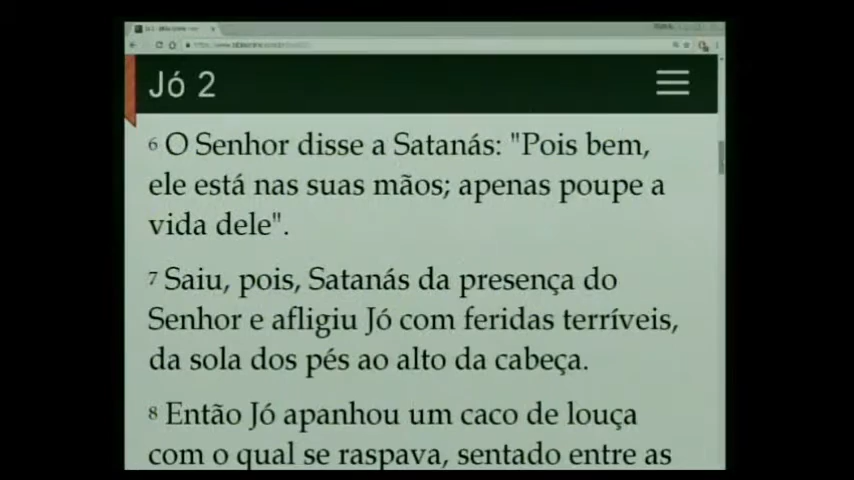 Jó 2
6 O Senhor disse a Satanás: "Pois bem,
ele está nas suas mãos; apenas poupe a
vida dele".
7 Saiu, pois, Satanás da presença do
Senhor e afligiu Jó com feridas terríveis,
da sola dos pés ao alto da cabeça.
8 Então Jó apanhou um caco de louça
com o qual se raspava, sentado entre as